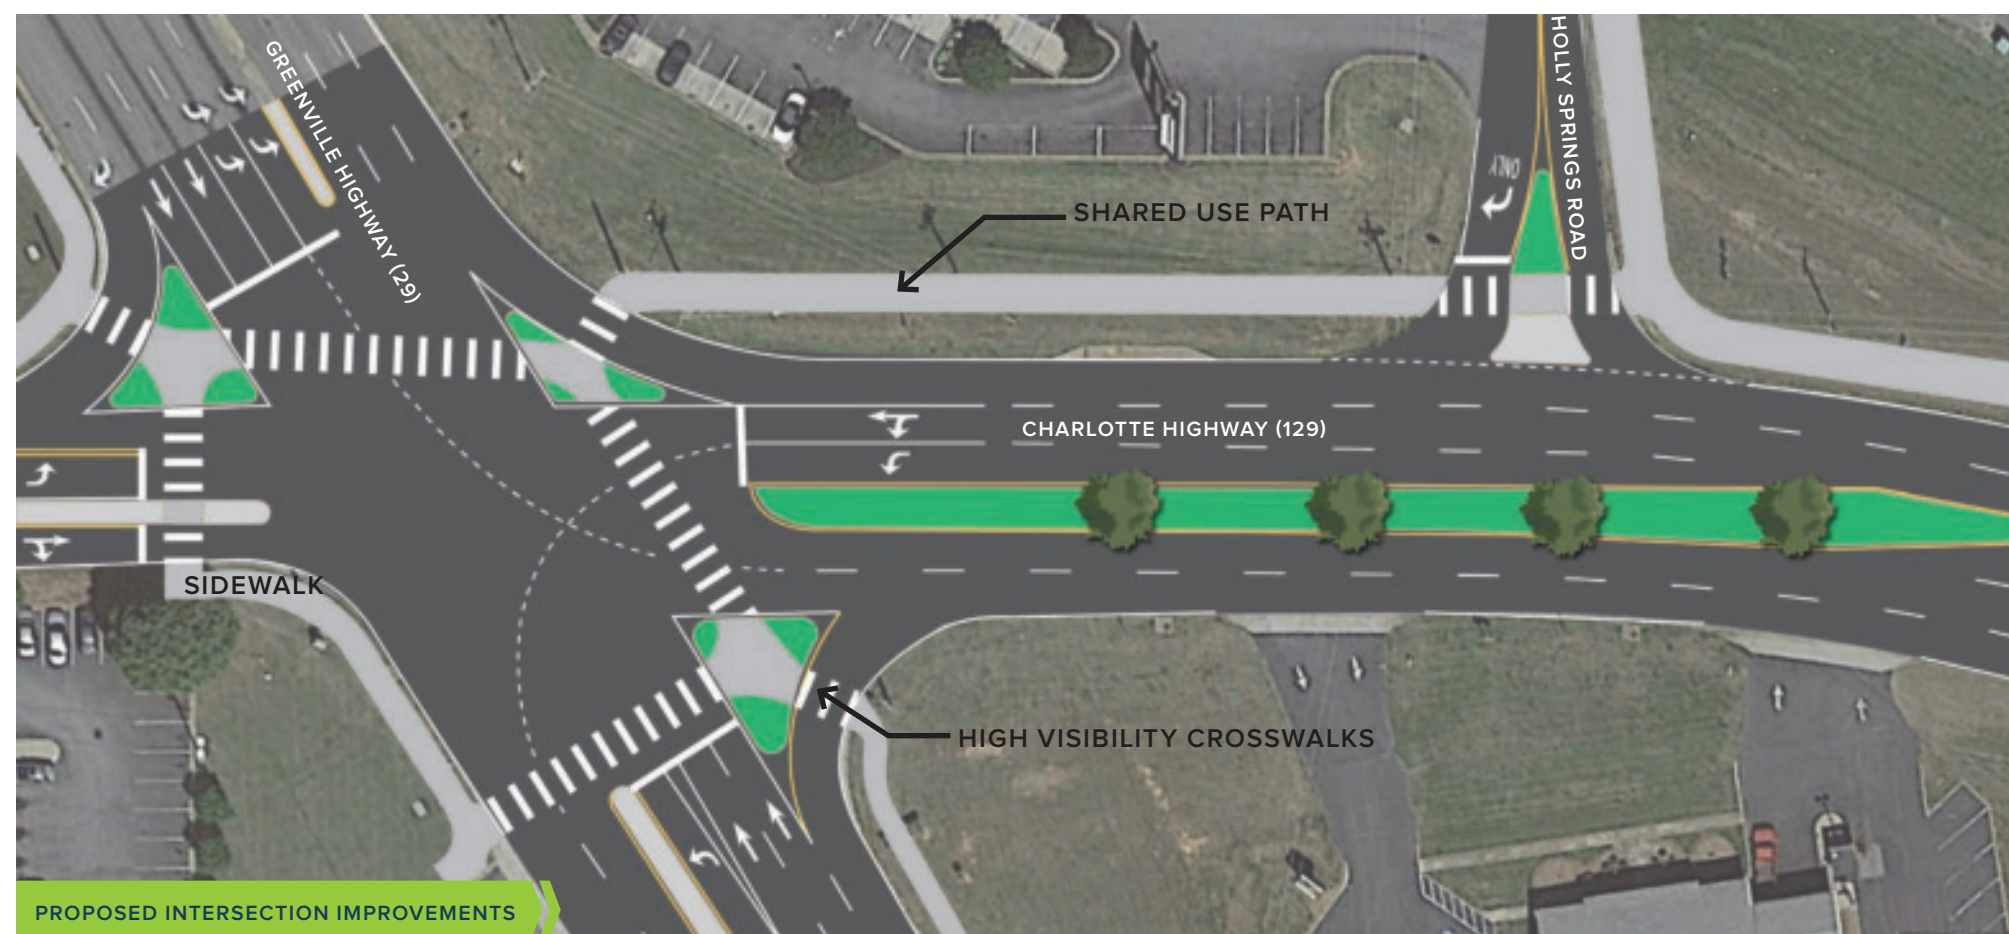 GREENVILLE HIGHWAY (29)
HOLLY SPRINGS ROAD
ONLY
SHARED USE PATH
CHARLOTTE HIGHWAY (129)
SIDEWALK
HIGH VISIBILITY CROSSWALKS
PROPOSED INTERSECTION IMPROVEMENTS